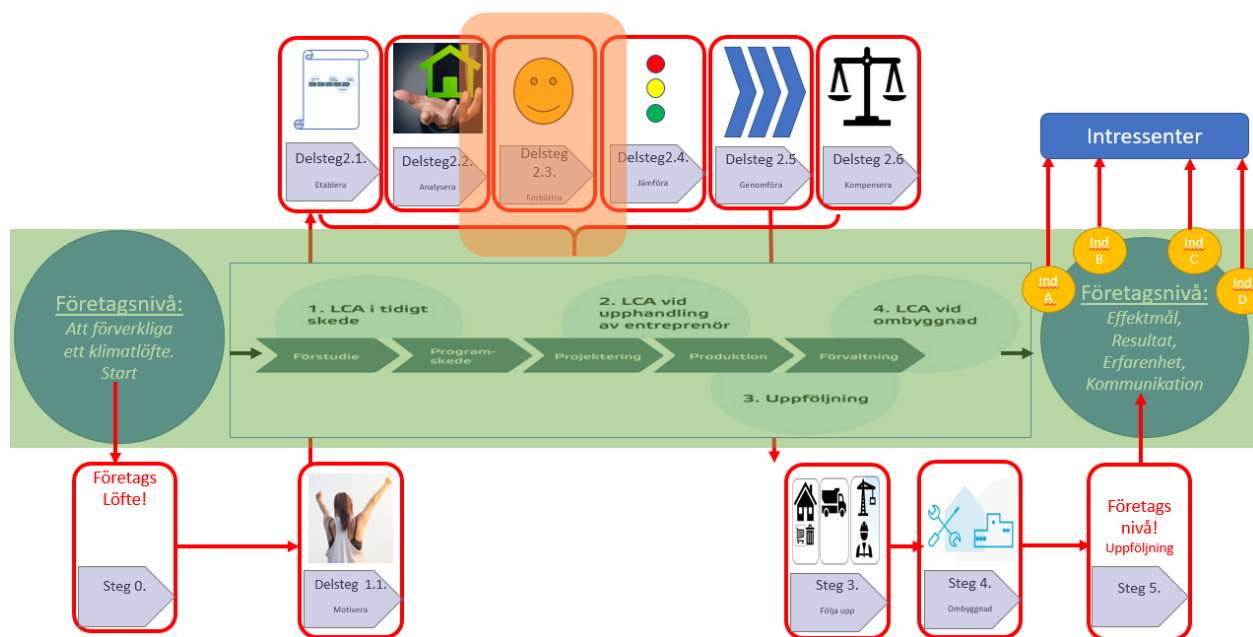 Delsteg2.1.
Etablera
Delsteg2.2.
Analysera
Delsteg
2.3.
Förbättra
Delsteg2.4.
Jämföra
Delsteg 2.5
Genomföra
Delsteg 2.6
Kompensera
Intressenter
Ind
A
Ind
B
Ind
C
Ind
D
Företagsnivå:
Att förverkliga
ett klimatlöfte.
Start
1. LCA i tidigt
skede
2. LCA vid
upphandling
av entreprenör
4. LCA vid
ombyggnad
Förstudie
Program-
skede
Projektering
Produktion
Förvaltning
3. Uppföljning
Företagsnivå:
Effektmål,
Resultat,
Erfarenhet,
Kommunikation
Företags
Löfte!
Steg 0.
Delsteg 1.1.
Motivera
Steg 3.
Följa upp
Steg 4.
Ombyggnad
Företags
nivå!
Uppföljning
Steg 5.